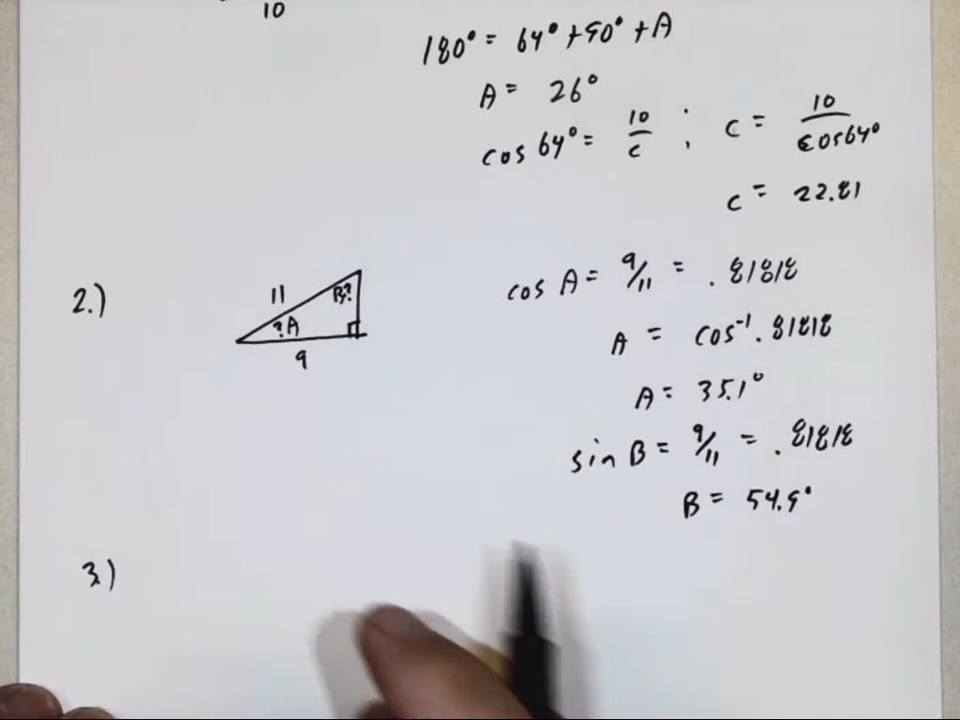 10
180° = 64° + 90° + A
A = 26°
cos 64° = 10/c ; c = 10/cos64°
c = 22.81
2.)
11
B?
?A
9
cos A = 9/11 = .81818
A = cos⁻¹ .81818
A = 35.1°
sin B = 9/11 = .81818
B = 54.9°
3.)